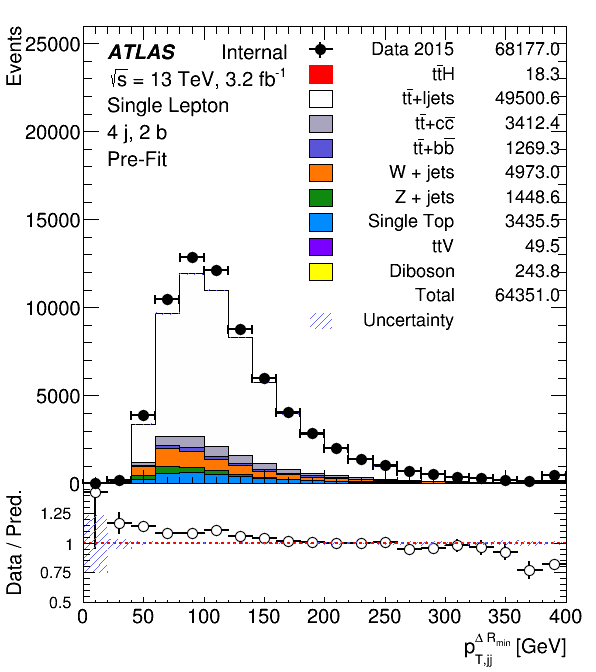 Events
25000
20000
15000
10000
5000
0
ATLAS Internal
√s = 13 TeV, 3.2 fb⁻¹
Single Lepton
4 j, 2 b
Pre-Fit
Data 2015 68177.0
tt̄H 18.3
tt̄+ljets 49500.6
tt̄+cc̄ 3412.4
tt̄+bb̄ 1269.3
W + jets 4973.0
Z + jets 1448.6
Single Top 3435.5
ttV 49.5
Diboson 243.8
Total 64351.0
Uncertainty
Data / Pred.
1.25
1
0.75
0.5
0 50 100 150 200 250 300 350 400
p_{T,jj}^{Δ R_{min}} [GeV]